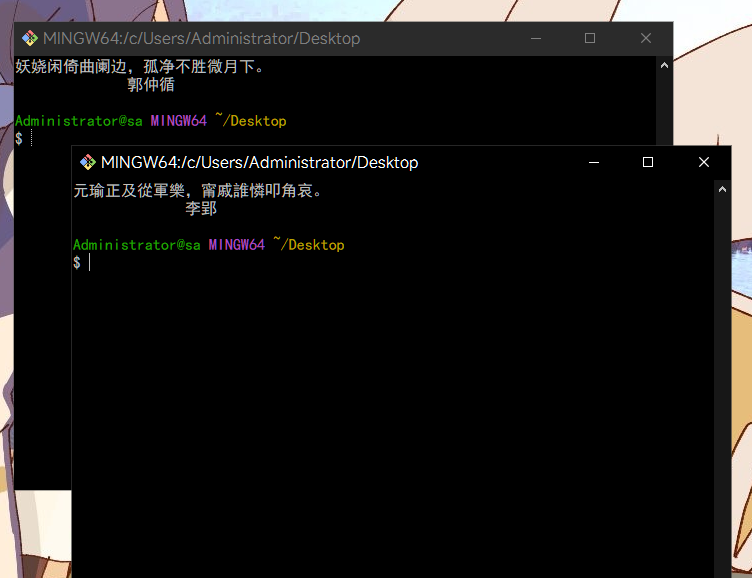 MINGW64:/c/Users/Administrator/Desktop
妖娆闲倚曲阑边，孤净不胜微月下。
郭仲循
Administrator@sa MINGW64 ~/Desktop
$
MINGW64:/c/Users/Administrator/Desktop
元瑜正及從軍樂，甯戚誰憐叩角哀。
李郢
Administrator@sa MINGW64 ~/Desktop
$